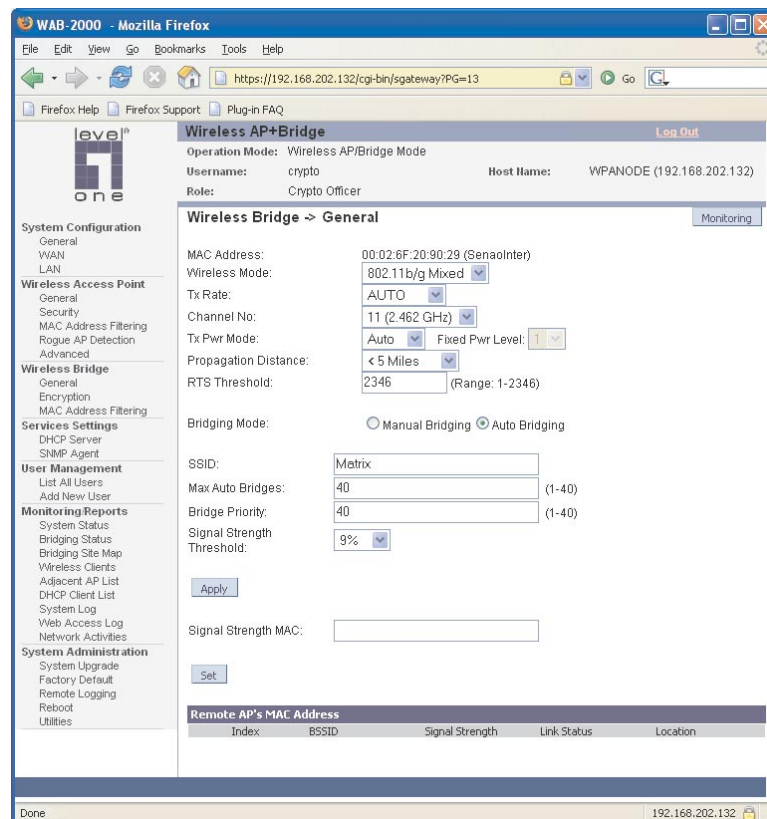 WAB-2000 - Mozilla Firefox
File Edit View Go Bookmarks Tools Help
https://192.168.202.132/cgi-bin/sgateway?PG=13 Go
Firefox Help Firefox Support Plug-in FAQ
level one
Wireless AP+Bridge Log Out
Operation Mode: Wireless AP/Bridge Mode
Username: crypto Host Name: WPANODE (192.168.202.132)
Role: Crypto Officer
System Configuration
General
WAN
LAN
Wireless Access Point
General
Security
MAC Address Filtering
Rogue AP Detection
Advanced
Wireless Bridge
General
Encryption
MAC Address Filtering
Services Settings
DHCP Server
SNMP Agent
User Management
List All Users
Add New User
Monitoring/Reports
System Status
Bridging Status
Bridging Site Map
Wireless Clients
Adjacent AP List
DHCP Client List
System Log
Web Access Log
Network Activities
System Administration
System Upgrade
Factory Default
Remote Logging
Reboot
Utilities
Wireless Bridge -> General Monitoring
MAC Address: 00:02:6F:20:90:29 (SenaoInter)
Wireless Mode: 802.11b/g Mixed
Tx Rate: AUTO
Channel No: 11 (2.462 GHz)
Tx Pwr Mode: Auto Fixed Pwr Level: 1
Propagation Distance: < 5 Miles
RTS Threshold: 2346 (Range: 1-2346)
Bridging Mode: Manual Bridging Auto Bridging
SSID: Matrix
Max Auto Bridges: 40 (1-40)
Bridge Priority: 40 (1-40)
Signal Strength
Threshold: 9%
Apply
Signal Strength MAC:
Set
Remote AP's MAC Address
Index BSSID Signal Strength Link Status Location
Done 192.168.202.132